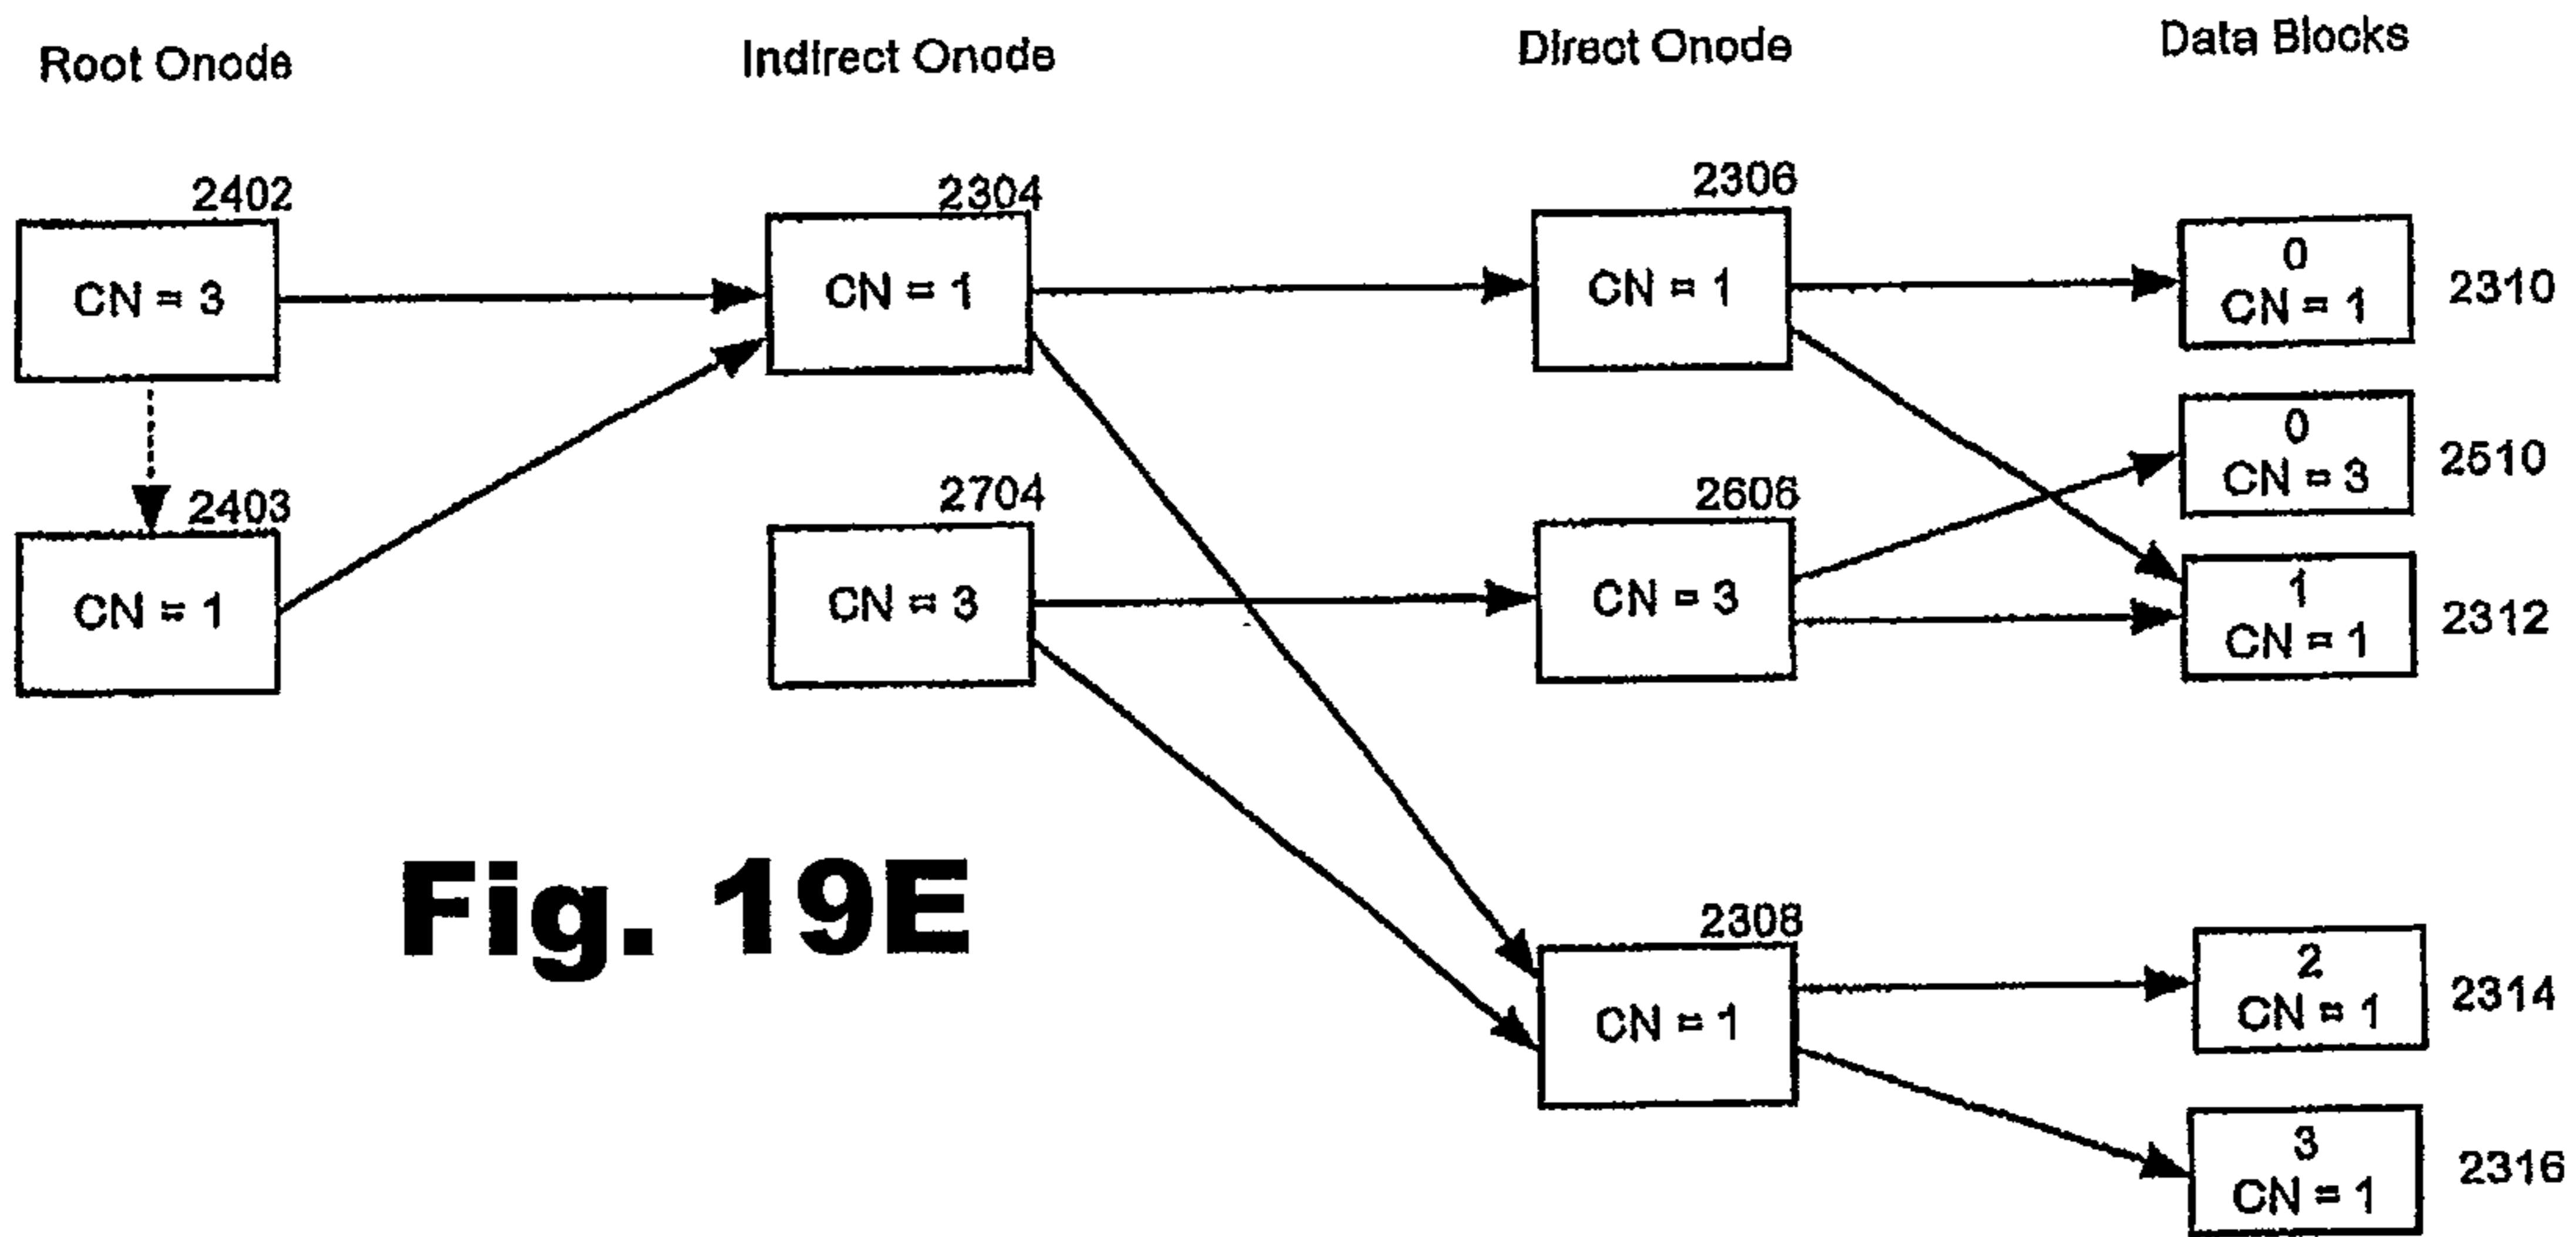 Root Onode
Indirect Onode
Direct Onode
Data Blocks
2402
CN = 3
2304
CN = 1
2306
CN = 1
0
CN = 1
2310
0
CN = 3
2510
2403
CN = 1
2704
CN = 3
2606
CN = 3
1
CN = 1
2312
Fig. 19E
2308
CN = 1
2
CN = 1
2314
3
CN = 1
2316